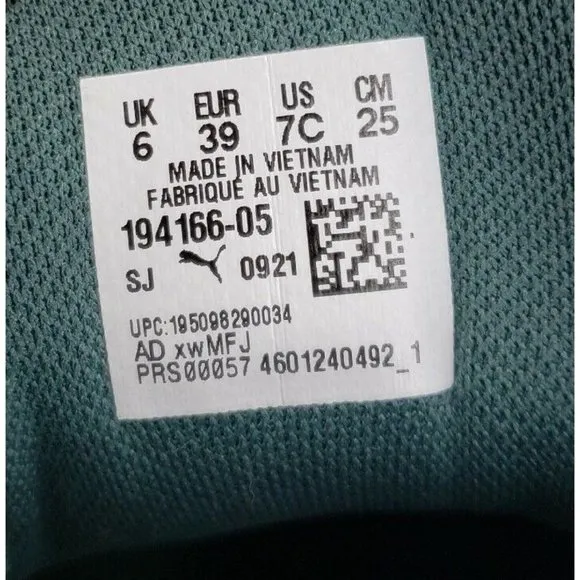 UK EUR US CM
6 39 7C 25
MADE IN VIETNAM
FABRIQUÉ AU VIETNAM
194166-05
SJ 0921
UPC:195098290034
AD xwMFJ
PRS00057 4601240492_1